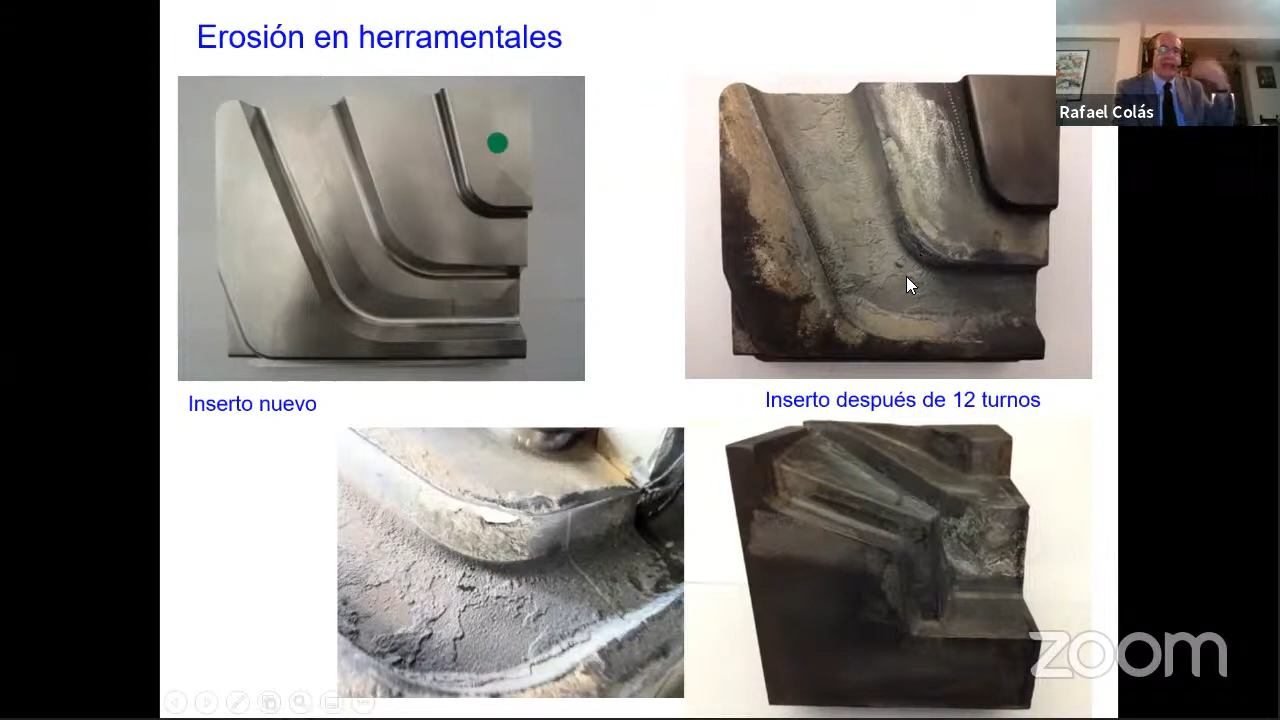 Erosión en herramentales
Rafael Colás
Inserto nuevo
Inserto después de 12 turnos
zoom